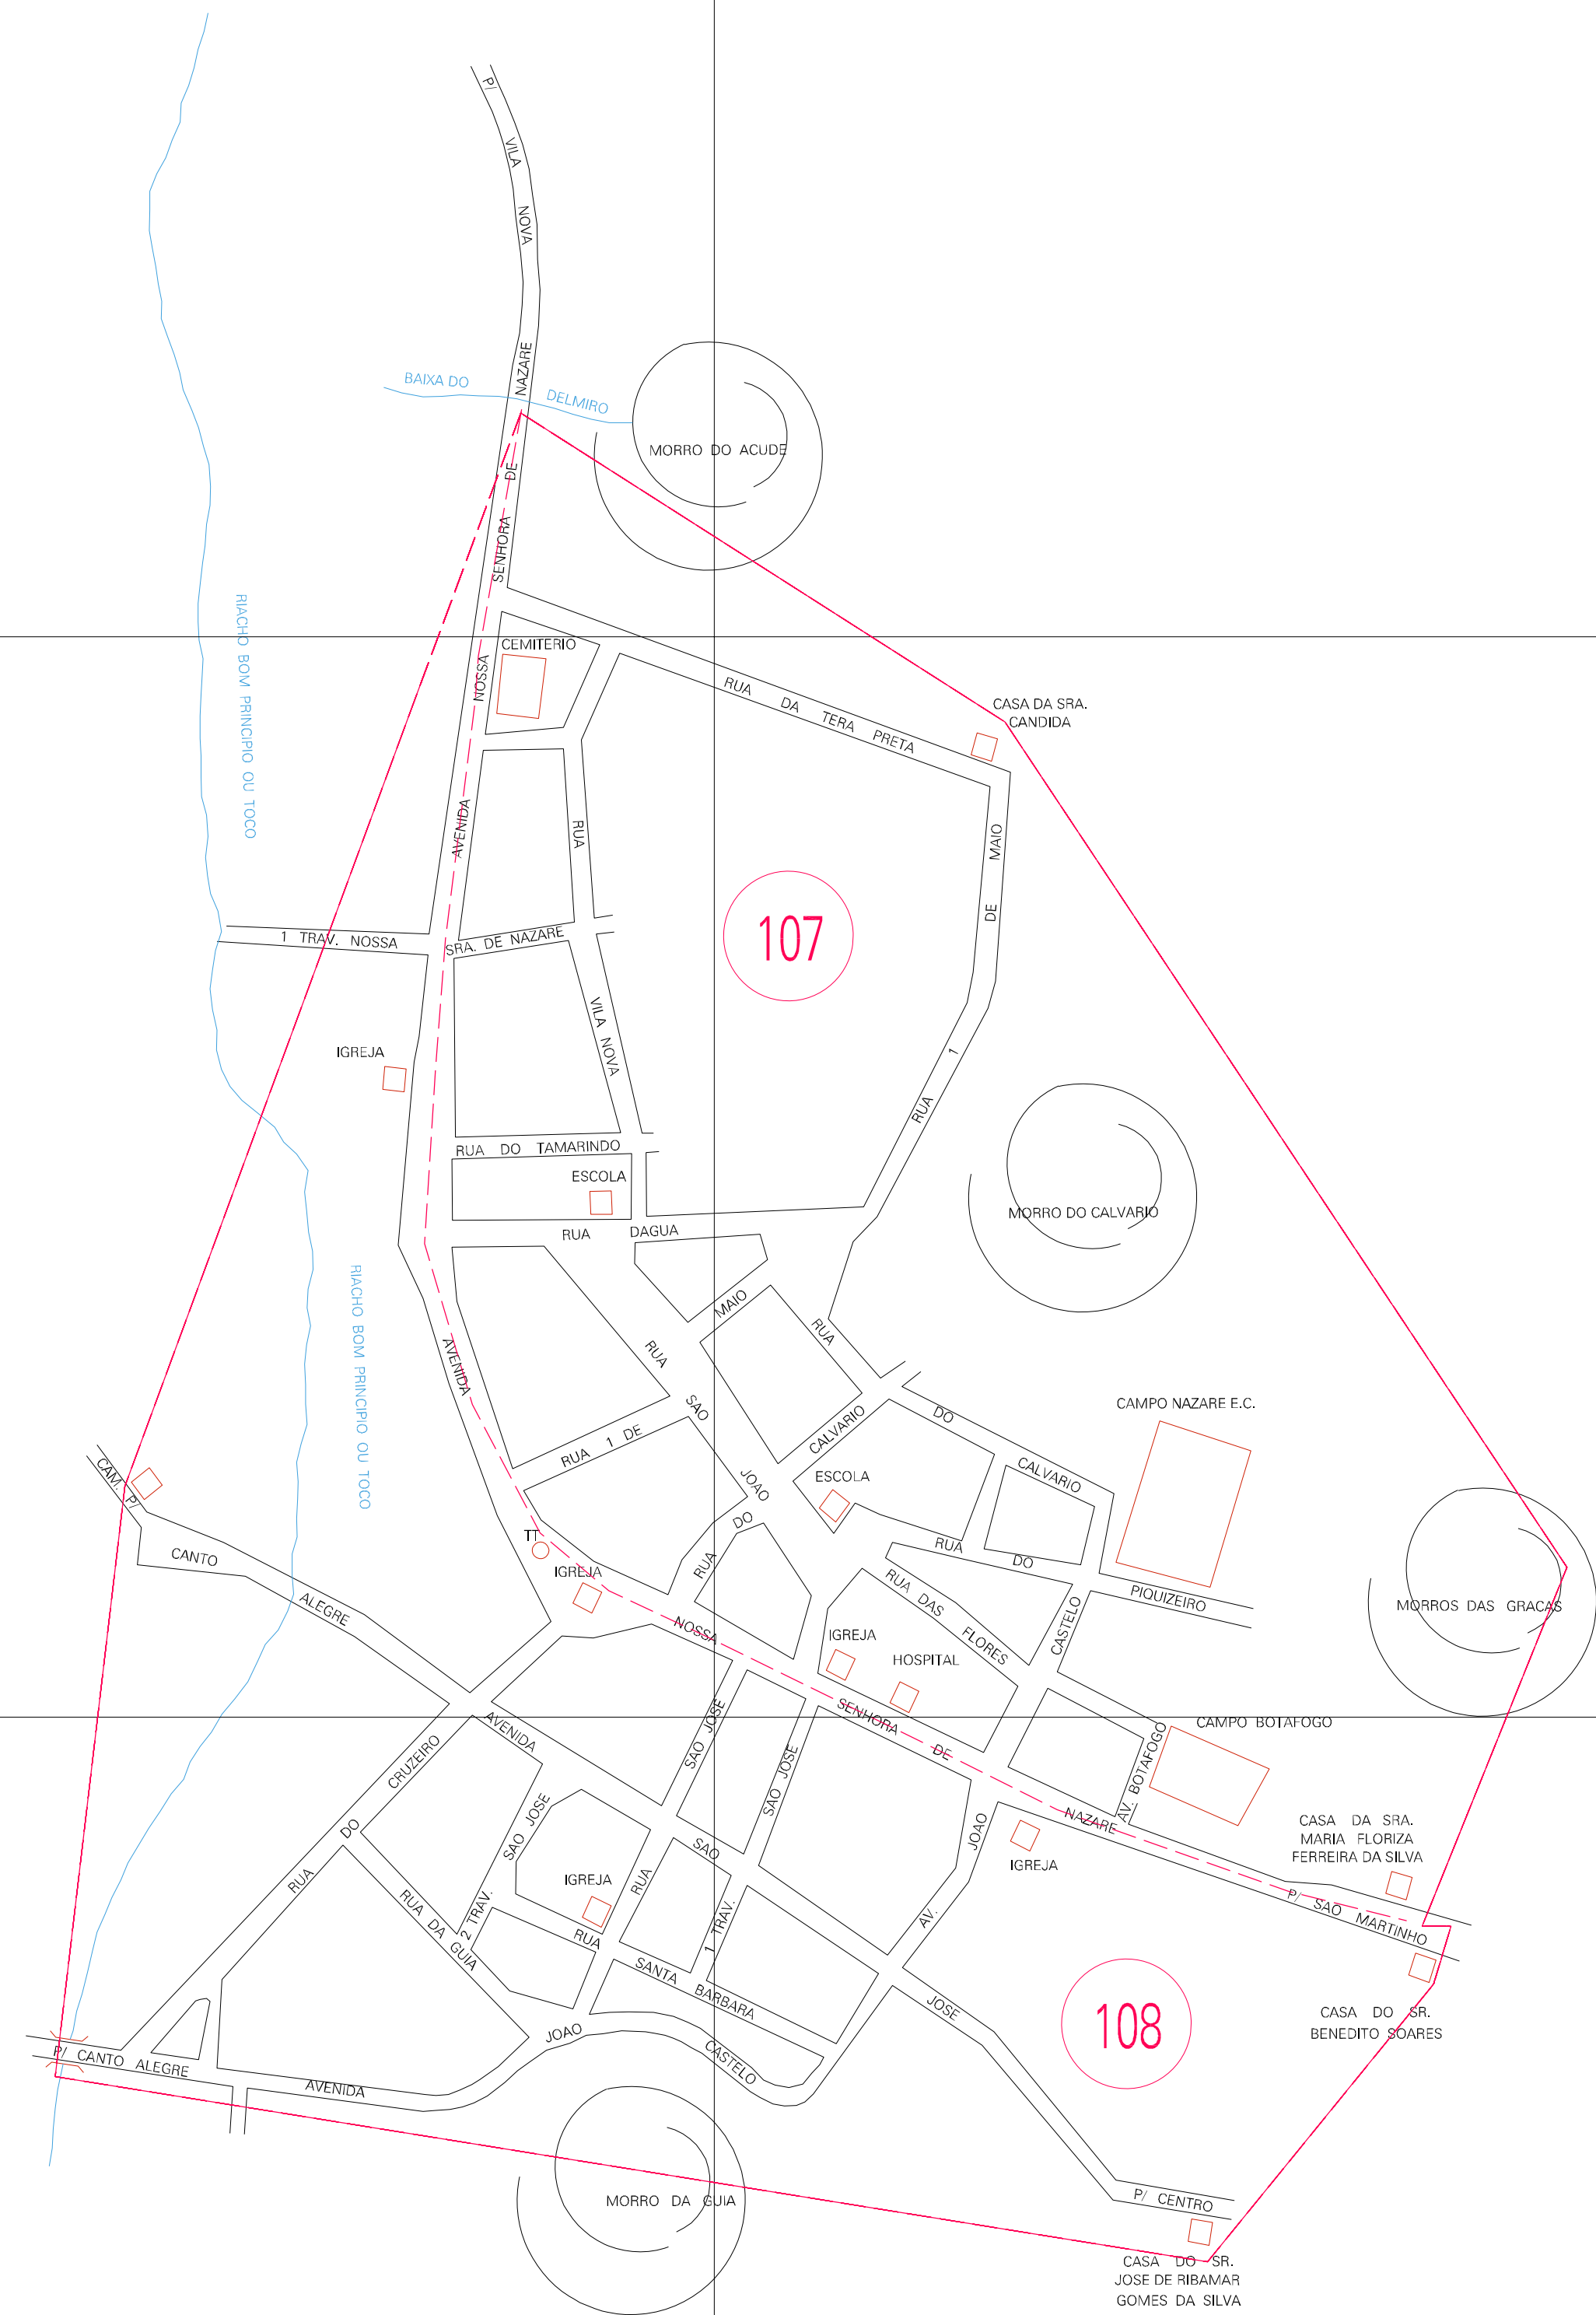 P/ VILA NOVA
BAIXA DO DELMIRO
MORRO DO ACUDE
AVENIDA NOSSA SENHORA DE NAZARE
RIACHO BOM PRINCIPIO OU TOCO
CEMITERIO
RUA DA TERA PRETA
CASA DA SRA.
CANDIDA
RUA VILA NOVA
RUA 1 DE MAIO
107
1 TRAV. NOSSA SRA. DE NAZARE
IGREJA
RUA DO TAMARINDO
ESCOLA
MORRO DO CALVARIO
RUA DAGUA
RIACHO BOM PRINCIPIO OU TOCO
AVENIDA NOSSA SENHORA DE NAZARE
RUA SAO JOAO
RUA 1 DE MAIO
RUA DO CALVARIO
RUA DO CALVARIO
CAMPO NAZARE E.C.
ESCOLA
CAM. P/ CANTO ALEGRE
TT
IGREJA
RUA DO PIQUIZEIRO
RUA DAS FLORES
MORROS DAS GRACAS
IGREJA
HOSPITAL
CASTELO
AV. BOTAFOGO
CAMPO BOTAFOGO
RUA DO CRUZEIRO
AVENIDA SAO JOSE
RUA SAO JOSE
1 TRAV. SAO JOSE
2 TRAV. SAO JOSE
IGREJA
AV. JOAO
IGREJA
CASA DA SRA.
MARIA FLORIZA
FERREIRA DA SILVA
P/ SAO MARTINHO
RUA DA GUIA
RUA SANTA BARBARA
108
CASA DO SR.
BENEDITO SOARES
P/ CANTO ALEGRE
AVENIDA JOAO CASTELO
MORRO DA GUIA
P/ CENTRO
CASA DO SR.
JOSE DE RIBAMAR
GOMES DA SILVA